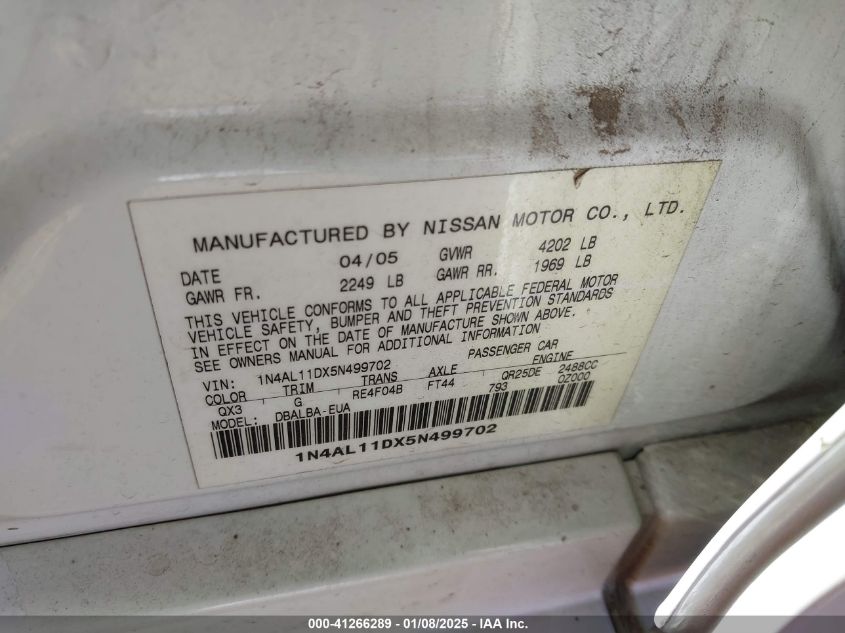 MANUFACTURED BY NISSAN MOTOR CO., LTD.
DATE 04/05 GVWR 4202 LB
GAWR FR. 2249 LB GAWR RR. 1969 LB
THIS VEHICLE CONFORMS TO ALL APPLICABLE FEDERAL MOTOR
VEHICLE SAFETY, BUMPER AND THEFT PREVENTION STANDARDS
IN EFFECT ON THE DATE OF MANUFACTURE SHOWN ABOVE.
SEE OWNERS MANUAL FOR ADDITIONAL INFORMATION
VIN: 1N4AL11DX5N499702 PASSENGER CAR
COLOR TRIM TRANS AXLE ENGINE
QX3 G RE4F04B FT44 793 QR25DE 2488CC
MODEL: DBALBA-EUA 0Z000
1N4AL11DX5N499702
000-41266289 - 01/08/2025 - IAA Inc.